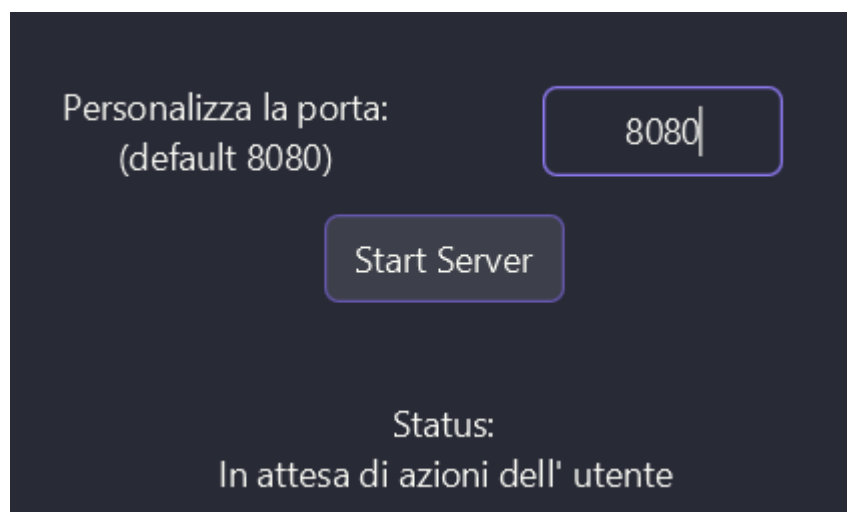 Personalizza la porta:
(default 8080)
8080
Start Server
Status:
In attesa di azioni dell' utente